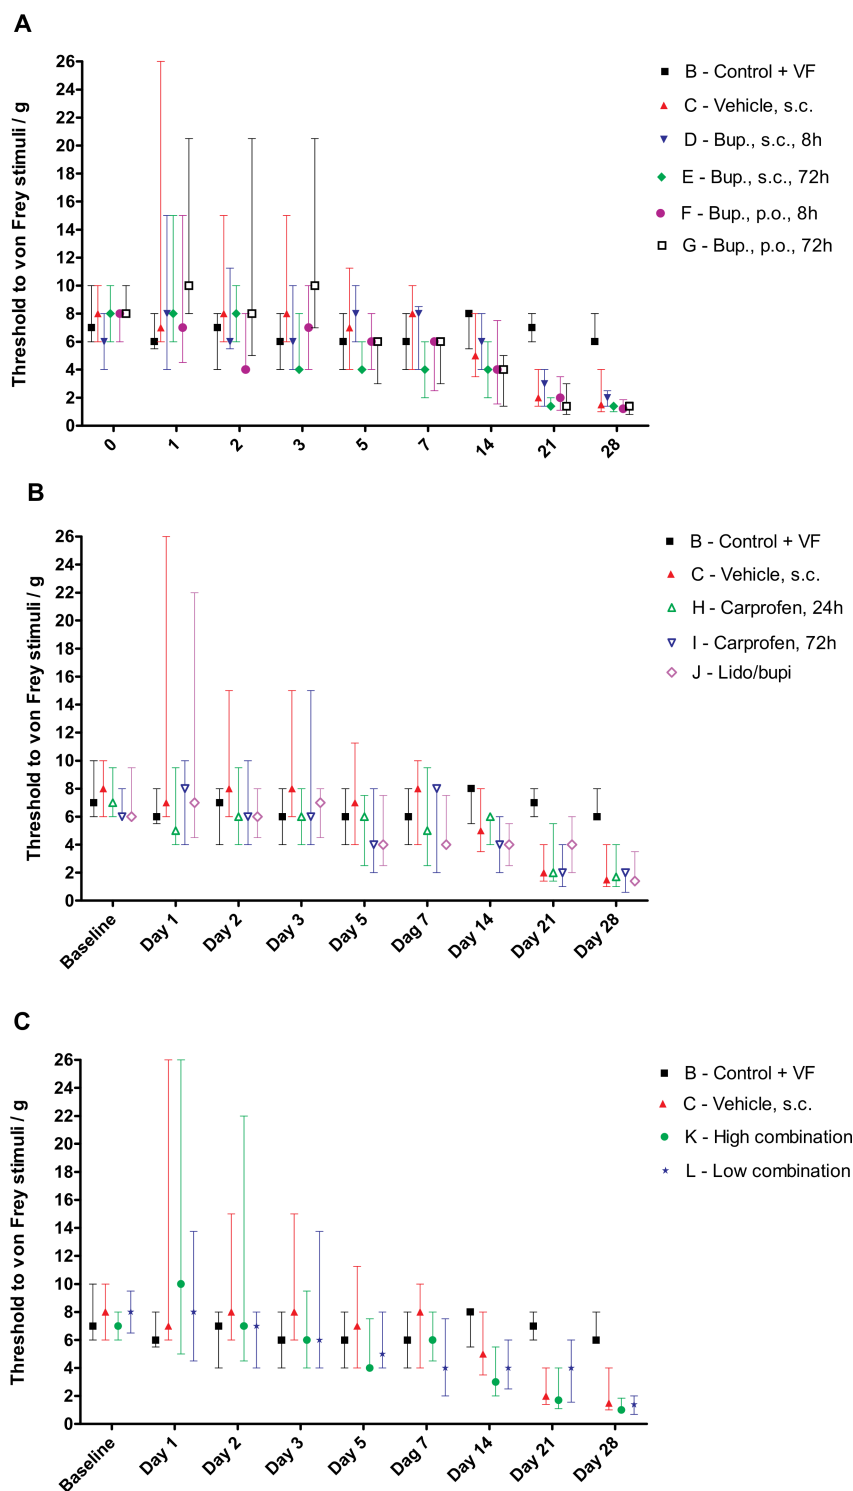 A
Threshold to von Frey stimuli / g
26
24
22
20
18
16
14
12
10
8
6
4
2
0
0 1 2 3 5 7 14 21 28
B - Control + VF
C - Vehicle, s.c.
D - Bup., s.c., 8h
E - Bup., s.c., 72h
F - Bup., p.o., 8h
G - Bup., p.o., 72h
B
Threshold to von Frey stimuli / g
26
24
22
20
18
16
14
12
10
8
6
4
2
0
Baseline Day 1 Day 2 Day 3 Day 5 Dag 7 Day 14 Day 21 Day 28
B - Control + VF
C - Vehicle, s.c.
H - Carprofen, 24h
I - Carprofen, 72h
J - Lido/bupi
C
Threshold to von Frey stimuli / g
26
24
22
20
18
16
14
12
10
8
6
4
2
0
Baseline Day 1 Day 2 Day 3 Day 5 Dag 7 Day 14 Day 21 Day 28
B - Control + VF
C - Vehicle, s.c.
K - High combination
L - Low combination